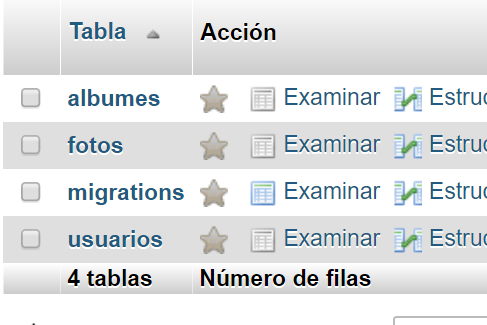 Tabla Acción
albumes Examinar Estruc
fotos Examinar Estruc
migrations Examinar Estruc
usuarios Examinar Estruc
4 tablas Número de filas